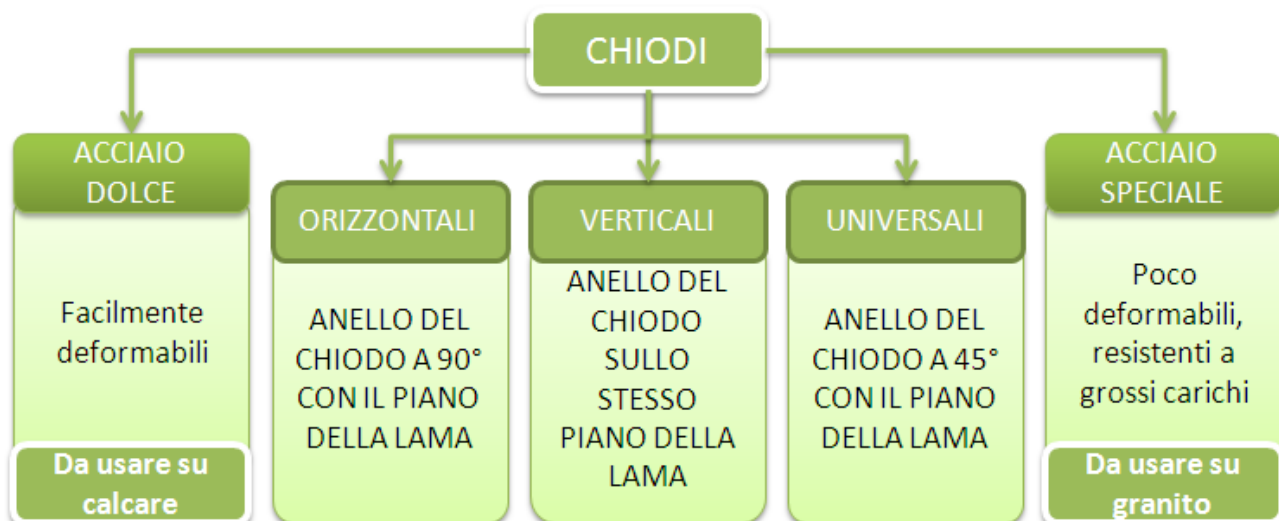 CHIODI
ACCIAIO
DOLCE
Facilmente
deformabili
Da usare su
calcare
ORIZZONTALI
ANELLO DEL
CHIODO A 90°
CON IL PIANO
DELLA LAMA
VERTICALI
ANELLO DEL
CHIODO
SULLO
STESSO
PIANO DELLA
LAMA
UNIVERSALI
ANELLO DEL
CHIODO A 45°
CON IL PIANO
DELLA LAMA
ACCIAIO
SPECIALE
Poco
deformabili,
resistenti a
grossi carichi
Da usare su
granito